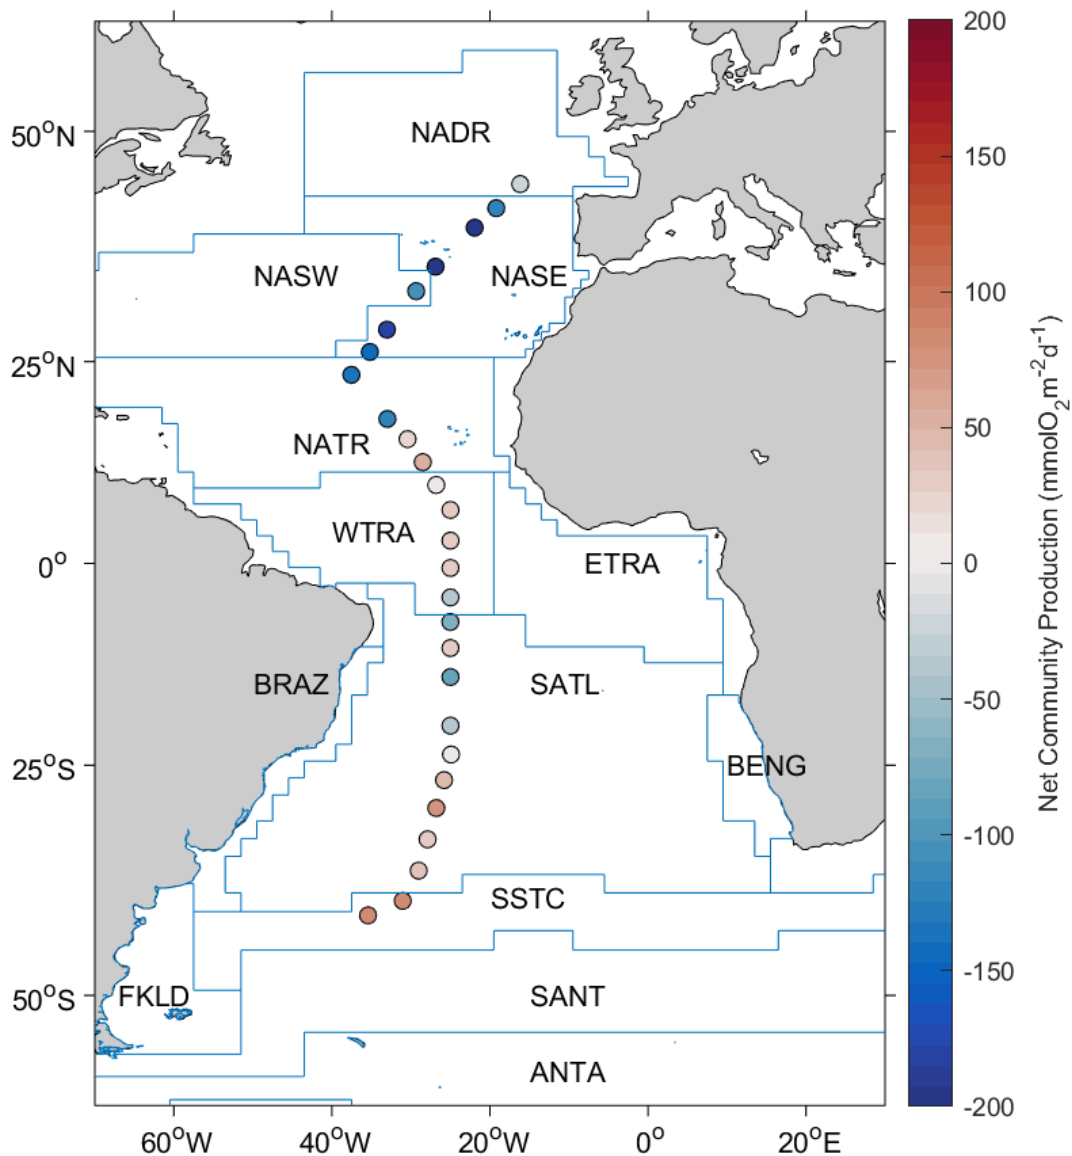 200
50°N
NADR
150
NASW
NASE
100
25°N
50
NATR
WTRA
0°
ETRA
0
BRAZ
SATL
-50
25°S
BENG
-100
SSTC
-150
50°S
FKLD
SANT
ANTA
-200
60°W
40°W
20°W
0°
20°E
Net Community Production (mmolO₂m⁻²d⁻¹)